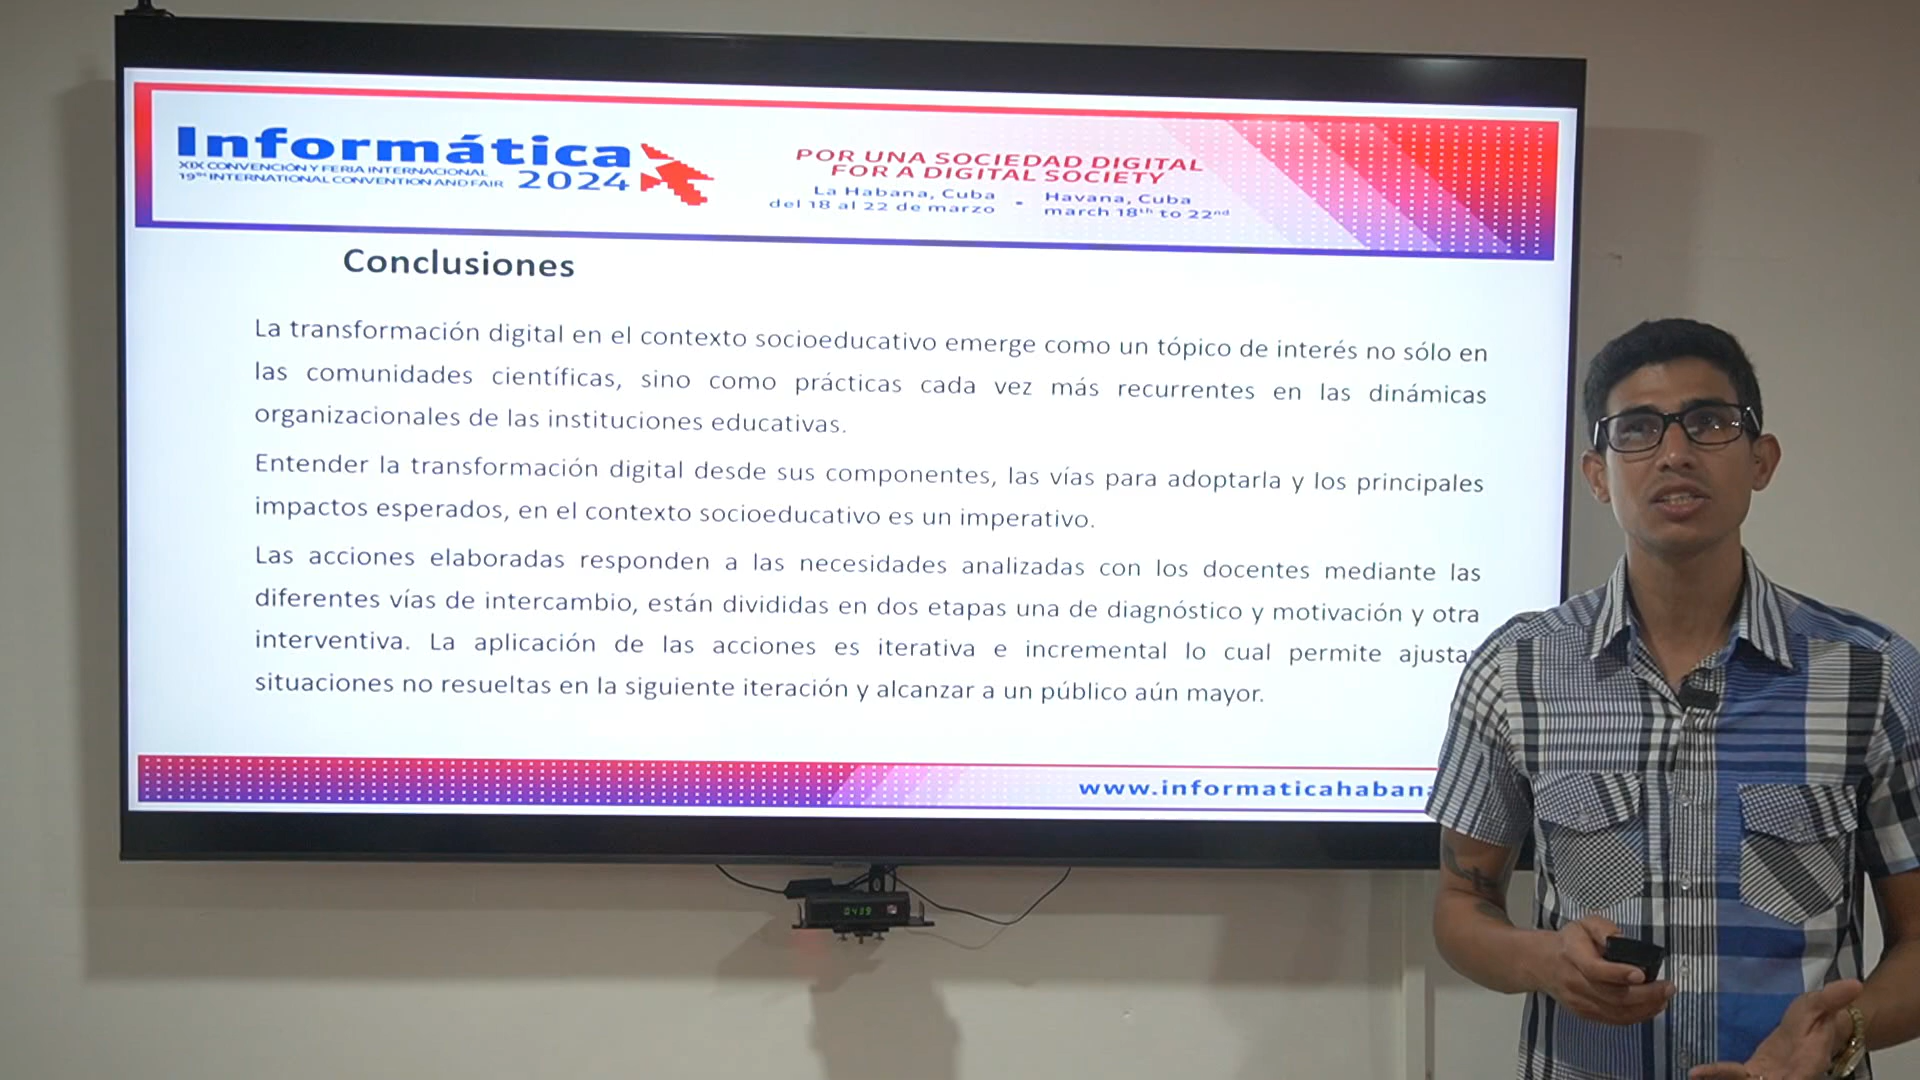 Informática
XIX CONVENCIÓN Y FERIA INTERNACIONAL
19TH INTERNATIONAL CONVENTION AND FAIR
2024
POR UNA SOCIEDAD DIGITAL
FOR A DIGITAL SOCIETY
La Habana, Cuba
del 18 al 22 de marzo
-
Havana, Cuba
march 18th to 22nd
Conclusiones
La transformación digital en el contexto socioeducativo emerge como un tópico de interés no sólo en
las comunidades científicas, sino como prácticas cada vez más recurrentes en las dinámicas
organizacionales de las instituciones educativas.
Entender la transformación digital desde sus componentes, las vías para adoptarla y los principales
impactos esperados, en el contexto socioeducativo es un imperativo.
Las acciones elaboradas responden a las necesidades analizadas con los docentes mediante las
diferentes vías de intercambio, están divididas en dos etapas una de diagnóstico y motivación y otra
interventiva. La aplicación de las acciones es iterativa e incremental lo cual permite ajusta
situaciones no resueltas en la siguiente iteración y alcanzar a un público aún mayor.
www.informaticahabana